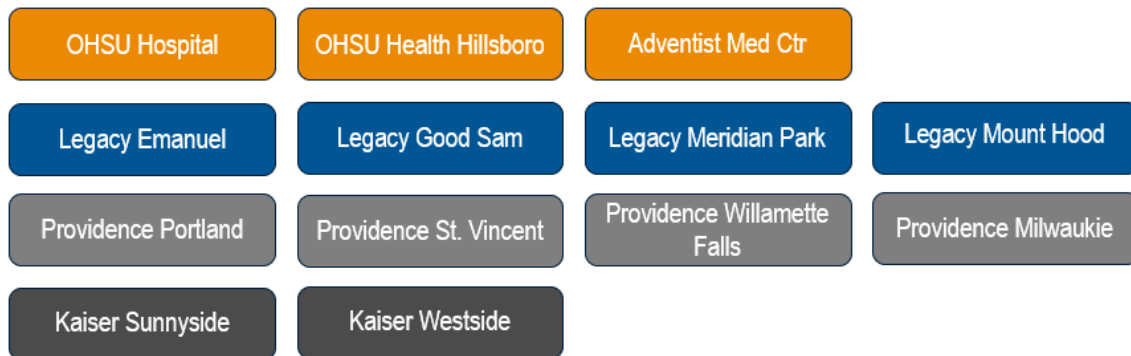 OHSU Hospital
OHSU Health Hillsboro
Adventist Med Ctr
Legacy Emanuel
Legacy Good Sam
Legacy Meridian Park
Legacy Mount Hood
Providence Portland
Providence St. Vincent
Providence Willamette
Falls
Providence Milwaukie
Kaiser Sunnyside
Kaiser Westside